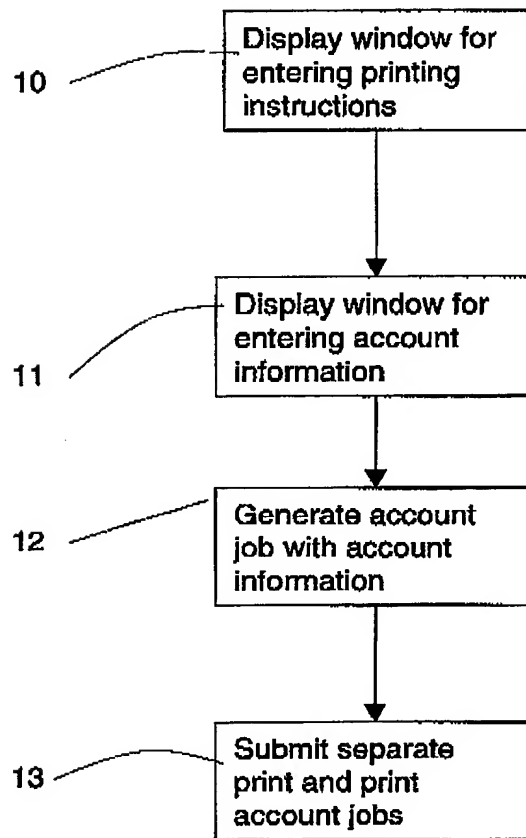 10
Display window for
entering printing
instructions
11
Display window for
entering account
information
12
Generate account
job with account
information
13
Submit separate
print and print
account jobs